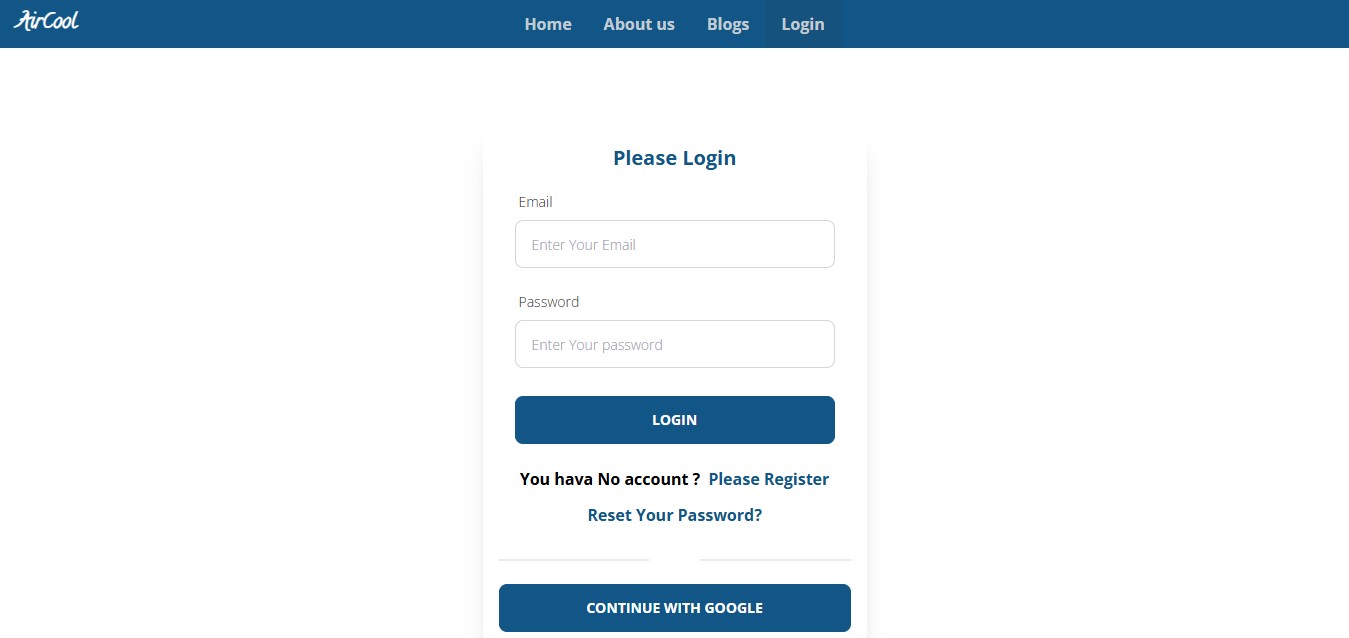 AirCool Home About us Blogs Login
Please Login
Email
Enter Your Email
Password
Enter Your password
LOGIN
You hava No account ? Please Register
Reset Your Password?
CONTINUE WITH GOOGLE